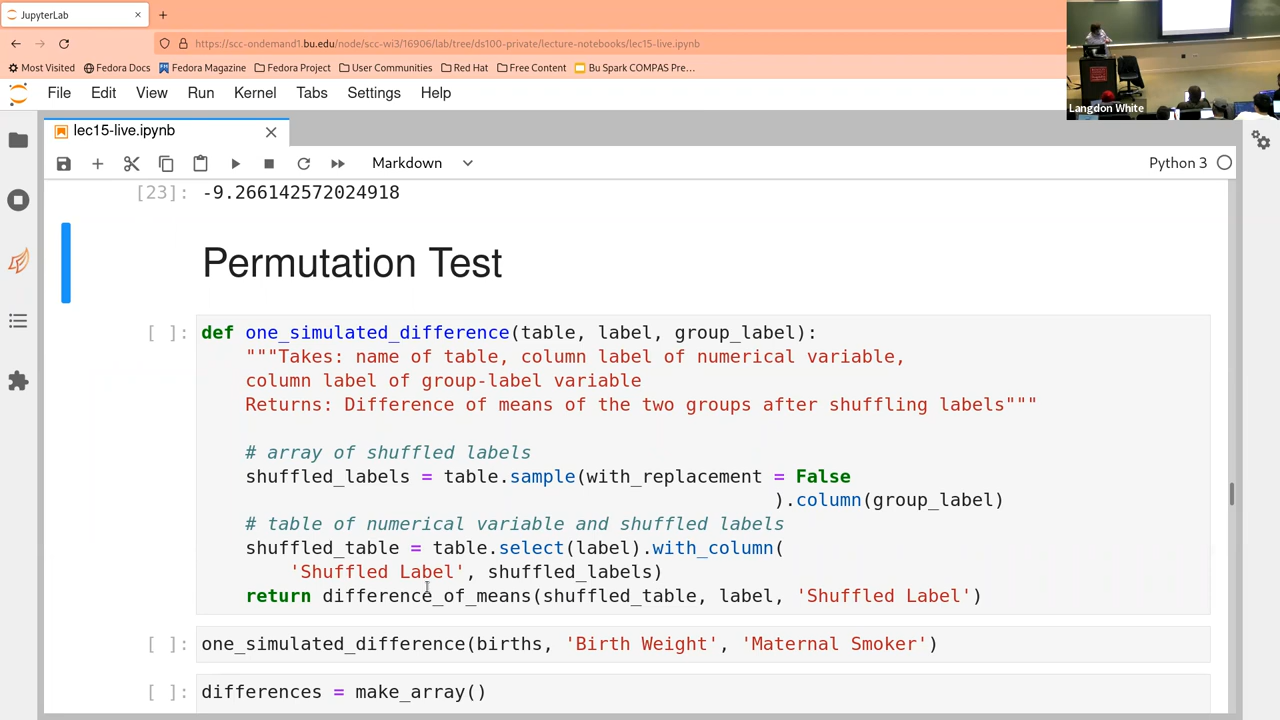 JupyterLab
https://scc-ondemand1.bu.edu/node/scc-wi3/16906/lab/tree/ds100-private/lecture-notebooks/lec15-live.ipynb
Most Visited Fedora Docs Fedora Magazine Fedora Project User Communities Red Hat Free Content Bu Spark COMPAS Pre…
Langdon White
File Edit View Run Kernel Tabs Settings Help
lec15-live.ipynb
Markdown Python 3
[23]: -9.266142572024918
Permutation Test
[ ]: def one_simulated_difference(table, label, group_label):
"""Takes: name of table, column label of numerical variable,
column label of group-label variable
Returns: Difference of means of the two groups after shuffling labels"""
# array of shuffled labels
shuffled_labels = table.sample(with_replacement = False
).column(group_label)
# table of numerical variable and shuffled labels
shuffled_table = table.select(label).with_column(
'Shuffled Label', shuffled_labels)
return difference_of_means(shuffled_table, label, 'Shuffled Label')
[ ]: one_simulated_difference(births, 'Birth Weight', 'Maternal Smoker')
[ ]: differences = make_array()